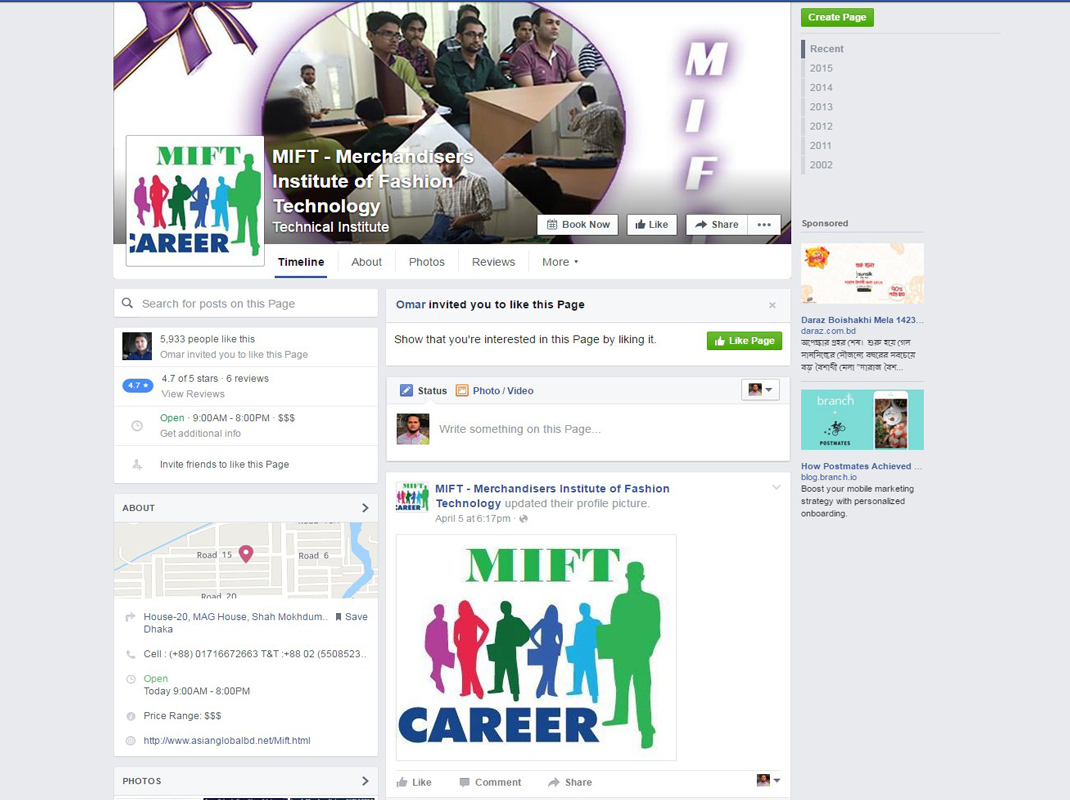 M
I
F
MIFT
CAREER
MIFT - Merchandisers
Institute of Fashion
Technology
Technical Institute
Book Now
Like
Share
Timeline
About
Photos
Reviews
More
Search for posts on this Page
5,933 people like this
Omar invited you to like this Page
4.7
4.7 of 5 stars · 6 reviews
View Reviews
Open · 9:00AM - 8:00PM · $$$
Get additional info
Invite friends to like this Page
ABOUT
Road 15
Road 6
Road 20
House-20, MAG House, Shah Mokhdum..
Save
Dhaka
Cell : (+88) 01716672663 T&T :+88 02 (5508523..
Open
Today 9:00AM - 8:00PM
Price Range: $$$
http://www.asianglobalbd.net/Mift.html
PHOTOS
Omar invited you to like this Page
Show that you're interested in this Page by liking it.
Like Page
Status
Photo / Video
Write something on this Page...
MIFT
CAREER
MIFT - Merchandisers Institute of Fashion
Technology updated their profile picture.
April 5 at 6:17pm ·
MIFT
CAREER
Like
Comment
Share
Create Page
Recent
2015
2014
2013
2012
2011
2002
Sponsored
Daraz Boishakhi Mela 1423...
daraz.com.bd
অপেক্ষার প্রহর শেষ। শুরু হয়ে গেল
branch
POSTMATES
How Postmates Achieved ...
blog.branch.io
Boost your mobile marketing
strategy with personalized
onboarding.